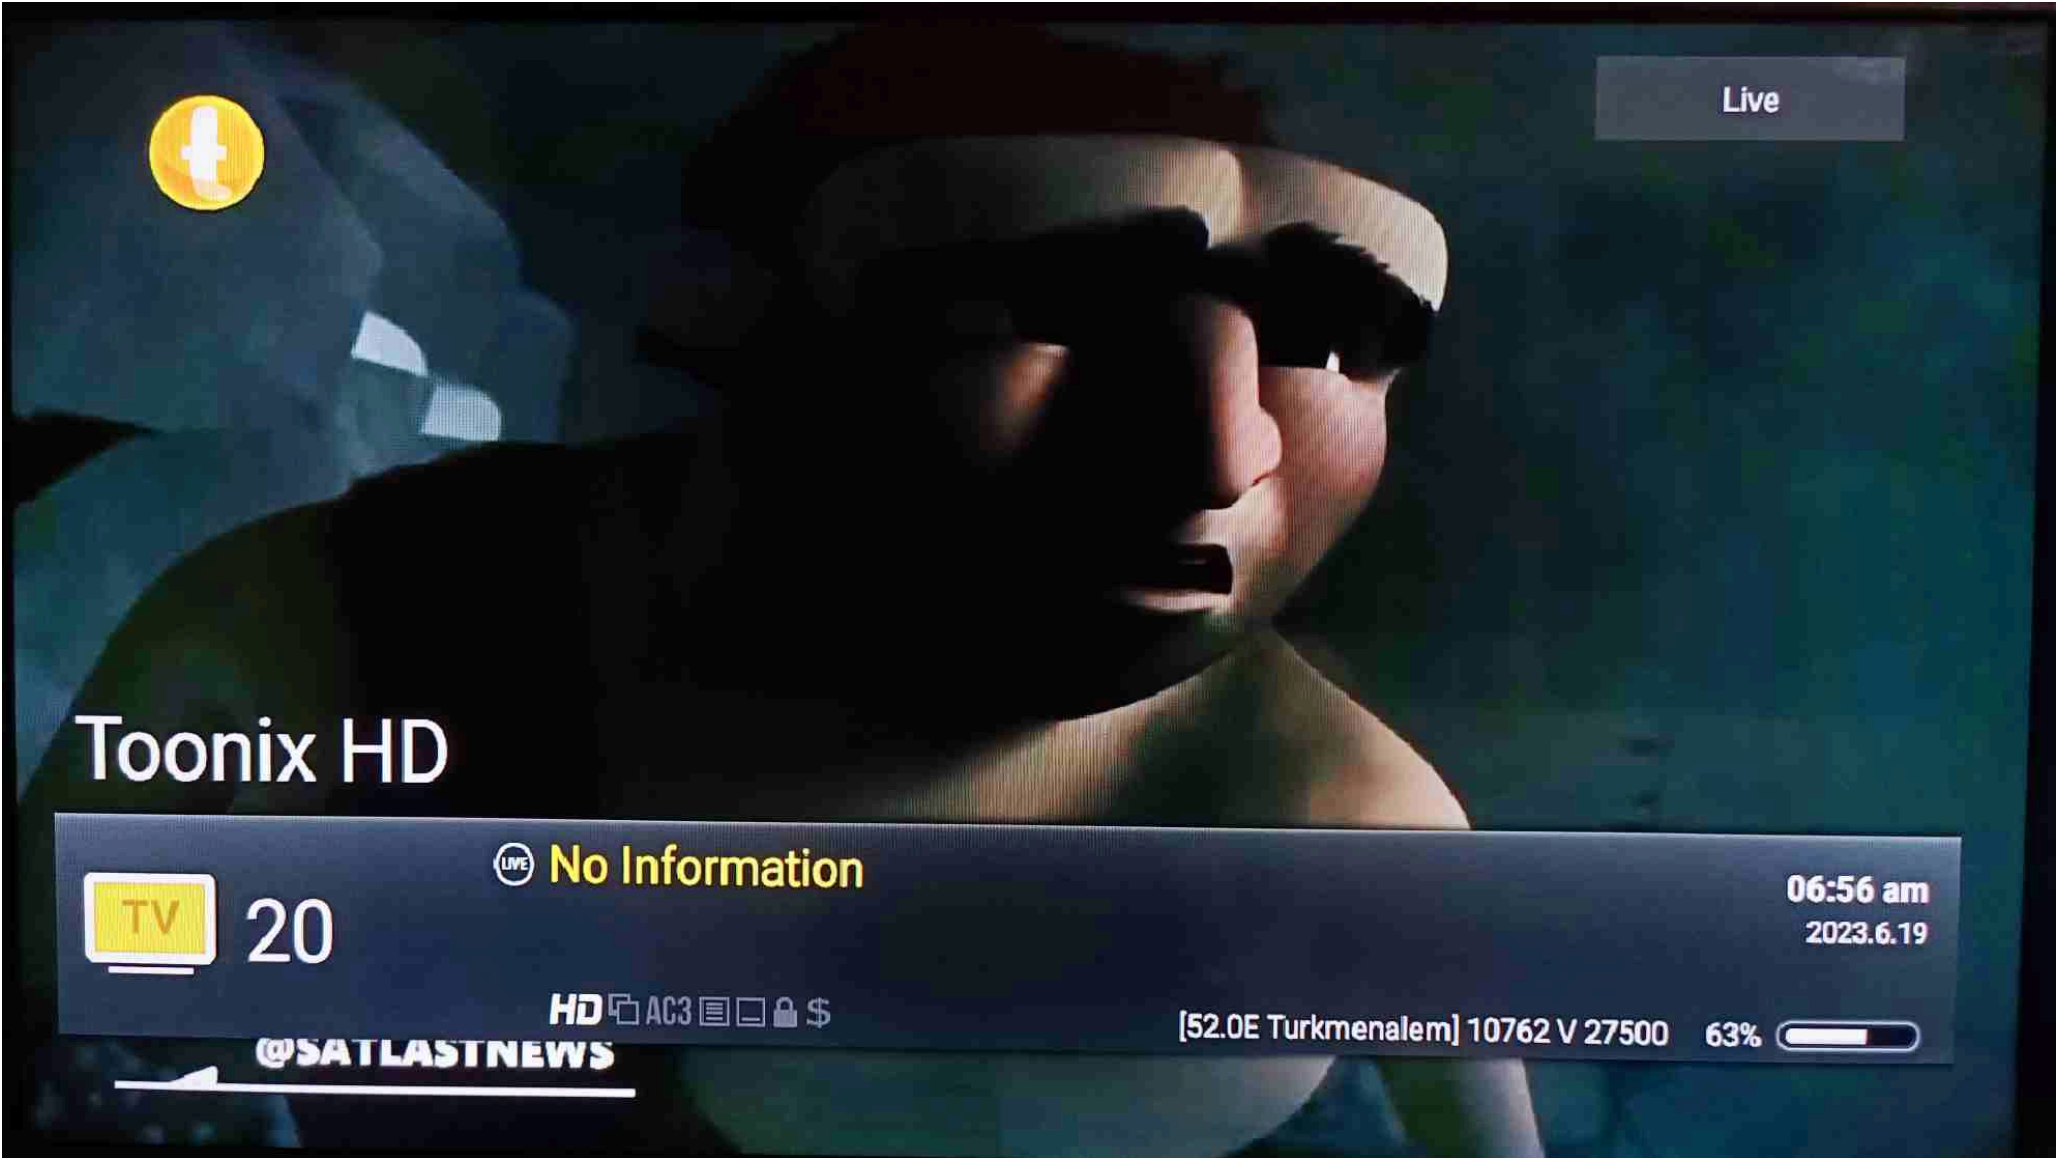 t
Live
Toonix HD
LIVE No Information
TV 20
06:56 am
2023.6.19
HD AC3 $
[52.0E Turkmenalem] 10762 V 27500 63%
@SATLASTNEWS